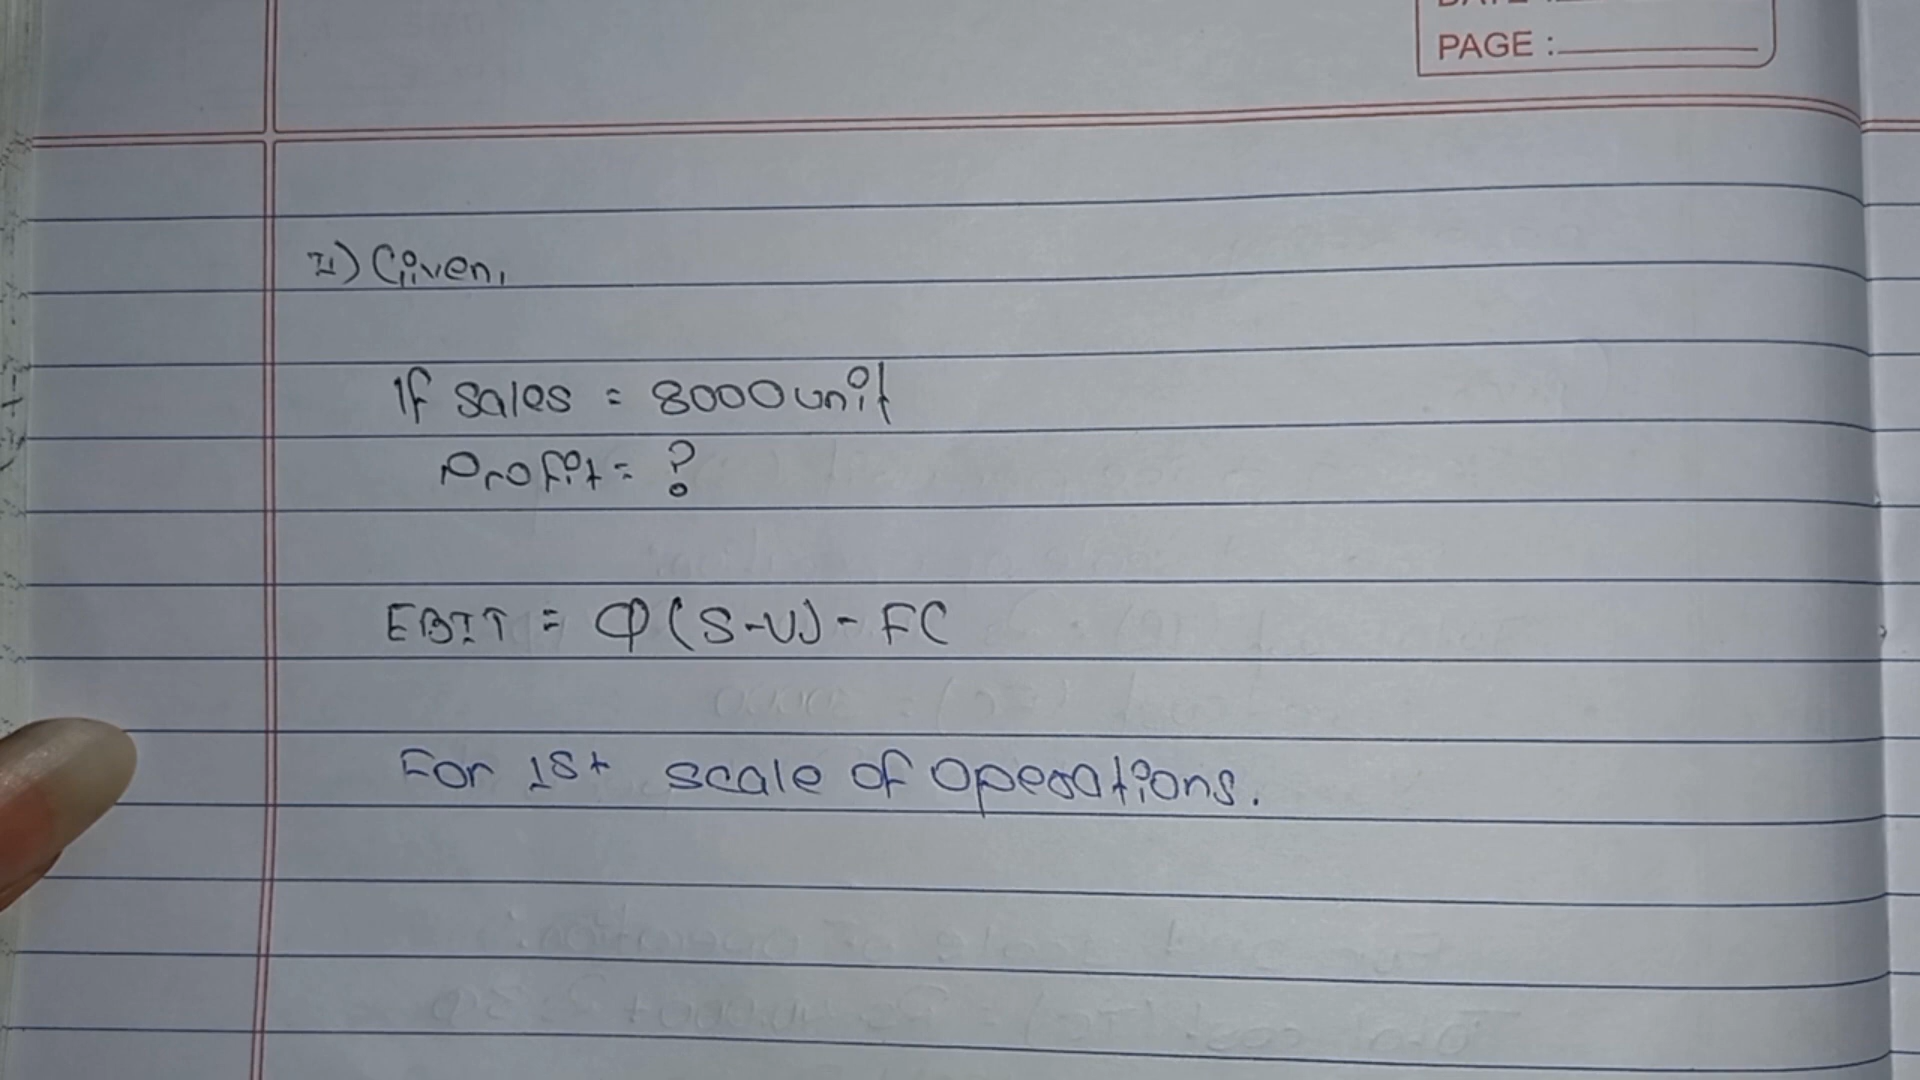 PAGE :
II) Given,
If sales = 8000 unit
Profit = ?
EBIT = Q (S-V) - FC
For 1st scale of operations.